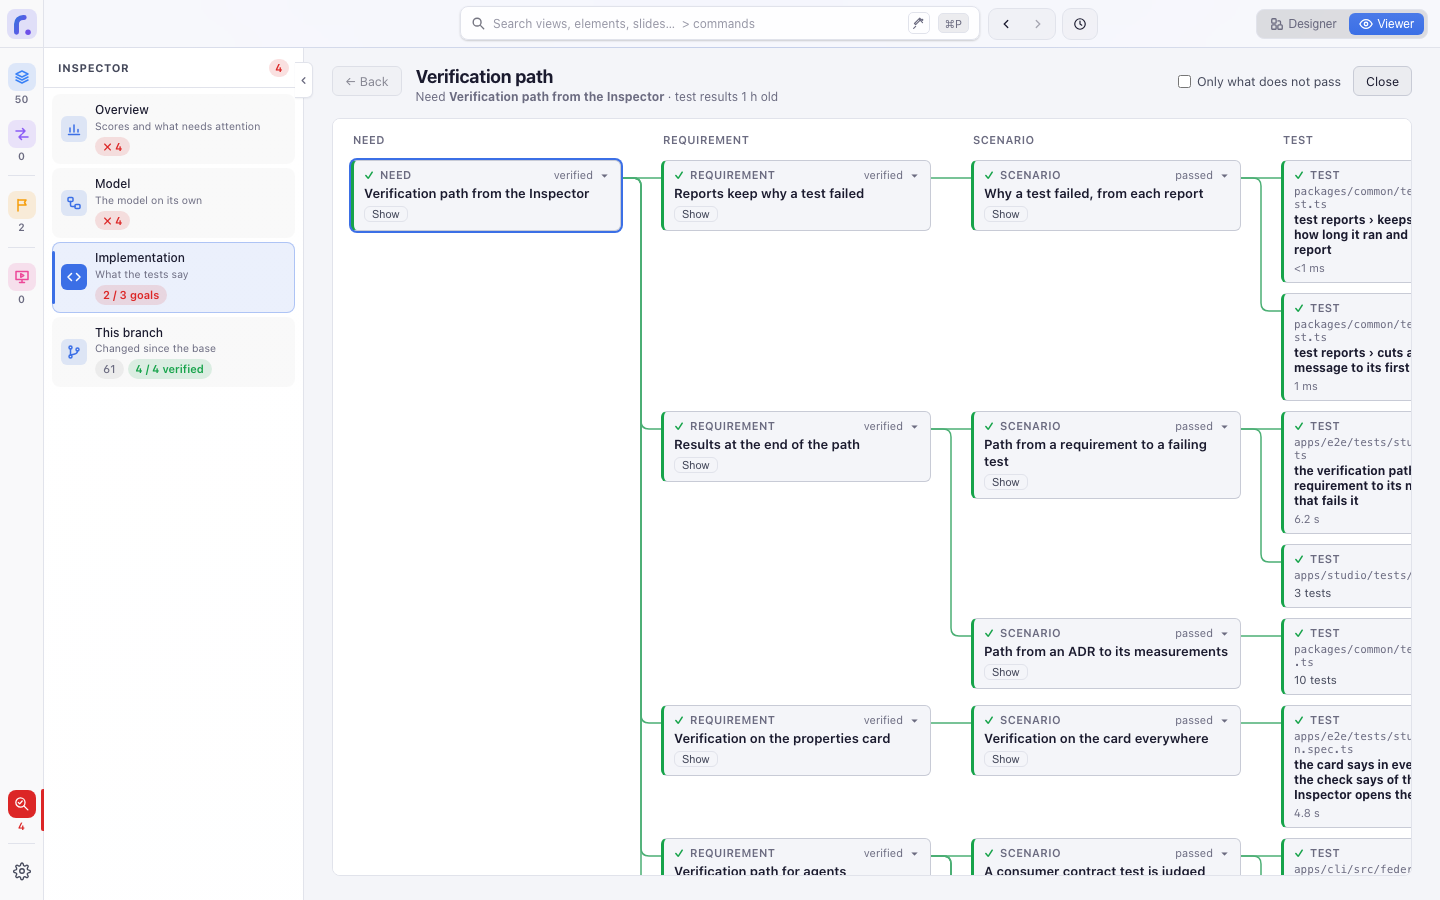 Search views, elements, slides... > commands
⌘P
Designer
Viewer
50
0
2
0
4
INSPECTOR
4
Overview
Scores and what needs attention
✕ 4
Model
The model on its own
✕ 4
Implementation
What the tests say
2 / 3 goals
This branch
Changed since the base
61
4 / 4 verified
← Back
Verification path
Need Verification path from the Inspector · test results 1 h old
Only what does not pass
Close
NEED
REQUIREMENT
SCENARIO
TEST
NEED
verified
Verification path from the Inspector
Show
REQUIREMENT
verified
Reports keep why a test failed
Show
SCENARIO
passed
Why a test failed, from each report
Show
TEST
packages/common/te
st.ts
test reports › keeps
how long it ran and
report
<1 ms
TEST
packages/common/te
st.ts
test reports › cuts a
message to its first
1 ms
REQUIREMENT
verified
Results at the end of the path
Show
SCENARIO
passed
Path from a requirement to a failing
test
Show
TEST
apps/e2e/tests/stu
ts
the verification path
requirement to its n
that fails it
6.2 s
TEST
apps/studio/tests/
3 tests
SCENARIO
passed
Path from an ADR to its measurements
Show
TEST
packages/common/te
.ts
10 tests
REQUIREMENT
verified
Verification on the properties card
Show
SCENARIO
passed
Verification on the card everywhere
Show
TEST
apps/e2e/tests/stu
n.spec.ts
the card says in eve
the check says of th
Inspector opens the
4.8 s
REQUIREMENT
verified
Verification path for agents
SCENARIO
passed
A consumer contract test is judged
TEST
apps/cli/src/feder